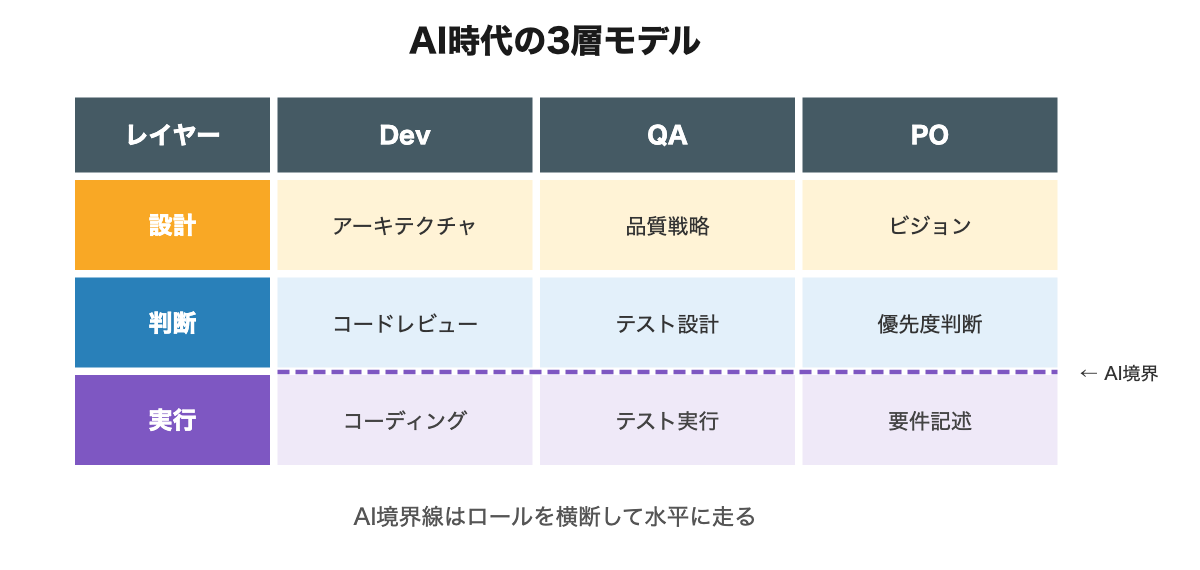 AI時代の3層モデル
レイヤー Dev QA PO
設計 アーキテクチャ 品質戦略 ビジョン
判断 コードレビュー テスト設計 優先度判断
← AI境界
実行 コーディング テスト実行 要件記述
AI境界線はロールを横断して水平に走る